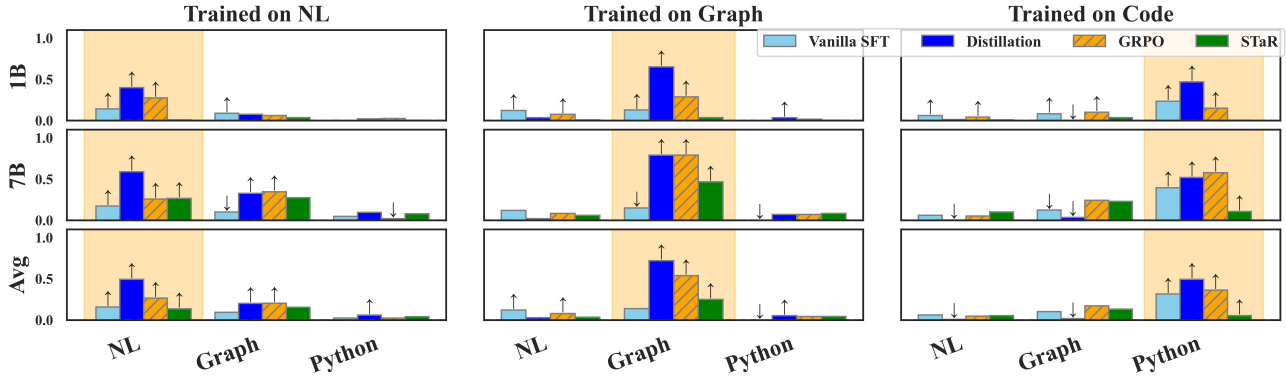 Trained on NL
Trained on Graph
Trained on Code
Vanilla SFT
Distillation
GRPO
STaR
1B
1.0
0.5
0.0
7B
1.0
0.5
0.0
Avg
1.0
0.5
0.0
NL
Graph
Python
NL
Graph
Python
NL
Graph
Python